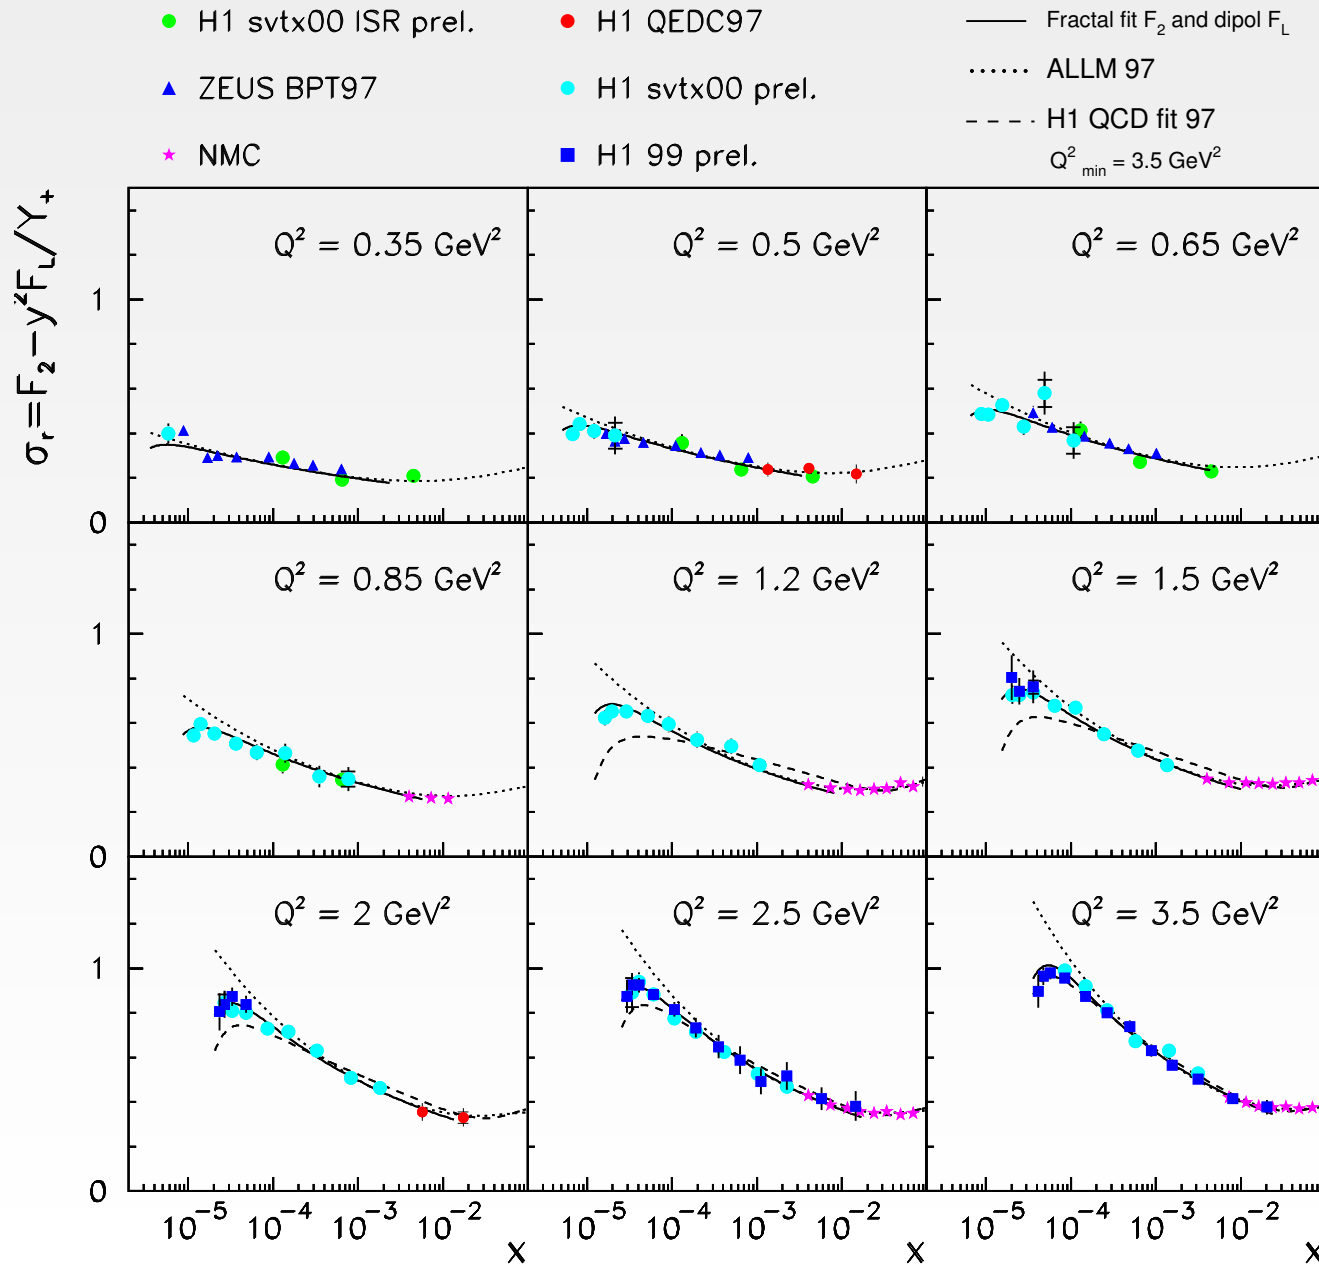 H1 svtx00 ISR prel.
H1 QEDC97
Fractal fit F₂ and dipol F_L
ZEUS BPT97
H1 svtx00 prel.
ALLM 97
NMC
H1 99 prel.
H1 QCD fit 97
Q²_min = 3.5 GeV²
σ_r=F₂-y²F_L/Y₊
Q² = 0.35 GeV²
Q² = 0.5 GeV²
Q² = 0.65 GeV²
1
0
Q² = 0.85 GeV²
Q² = 1.2 GeV²
Q² = 1.5 GeV²
1
0
Q² = 2 GeV²
Q² = 2.5 GeV²
Q² = 3.5 GeV²
1
0
10⁻⁵ 10⁻⁴ 10⁻³ 10⁻² 10⁻⁵ 10⁻⁴ 10⁻³ 10⁻² 10⁻⁵ 10⁻⁴ 10⁻³ 10⁻²
x x x